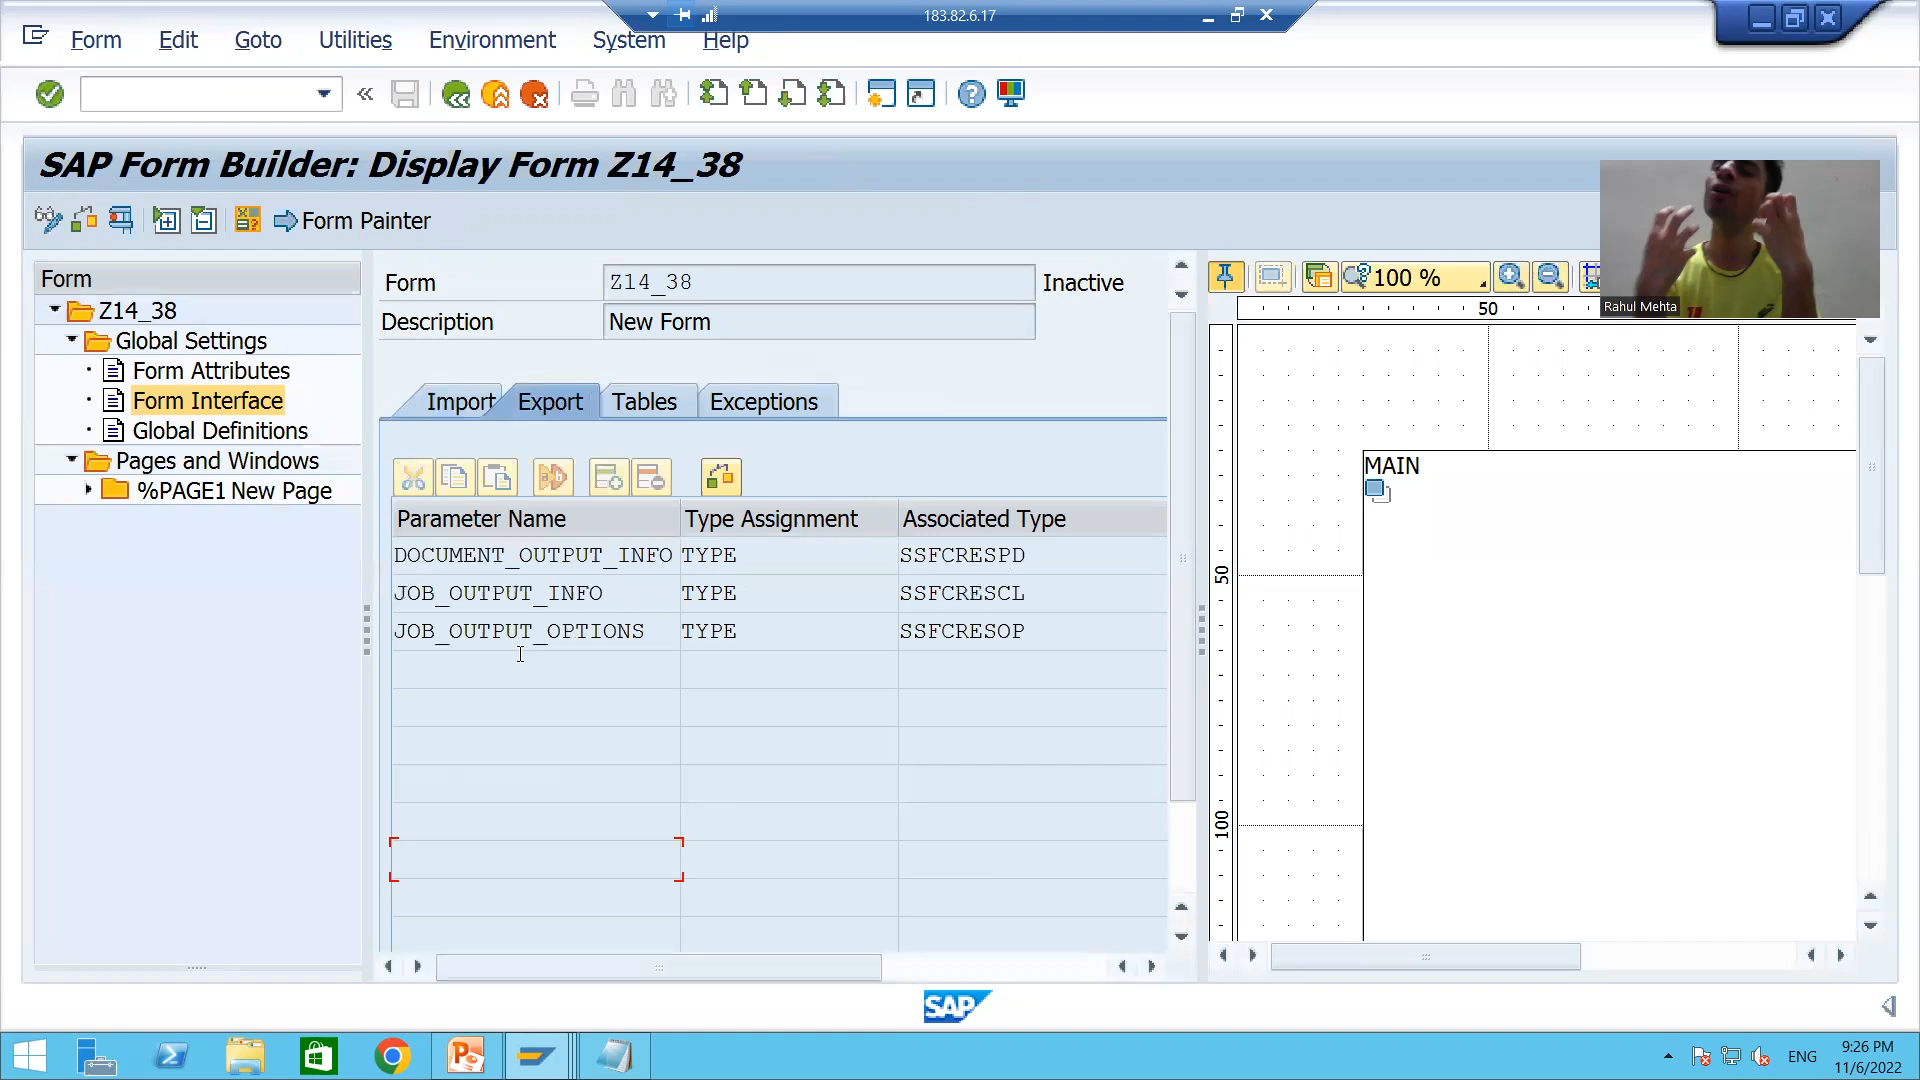 183.82.6.17
Form Edit Goto Utilities Environment System Help
SAP Form Builder: Display Form Z14_38
Form Painter
Form
Z14_38
Global Settings
Form Attributes
Form Interface
Global Definitions
Pages and Windows
%PAGE1 New Page
Form Z14_38 Inactive
Description New Form
Import Export Tables Exceptions
Parameter Name Type Assignment Associated Type
DOCUMENT_OUTPUT_INFO TYPE SSFCRESPD
JOB_OUTPUT_INFO TYPE SSFCRESCL
JOB_OUTPUT_OPTIONS TYPE SSFCRESOP
100 %
50
Rahul Mehta
MAIN
50
100
SAP
ENG
9:26 PM
11/6/2022